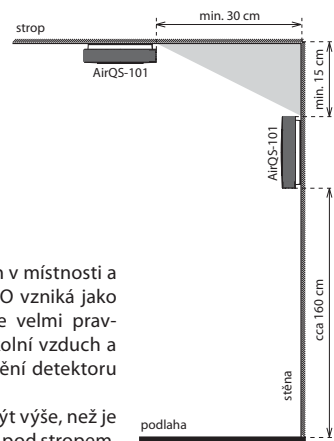 min. 30 cm
strop
AirQS-101
min. 15 cm
AirQS-101
cca 160 cm
stěna
v místnosti a
O vzniká jako
e velmi prav-
kolní vzduch a
ění detektoru
ýt výše, než je
podlaha
pod stropem